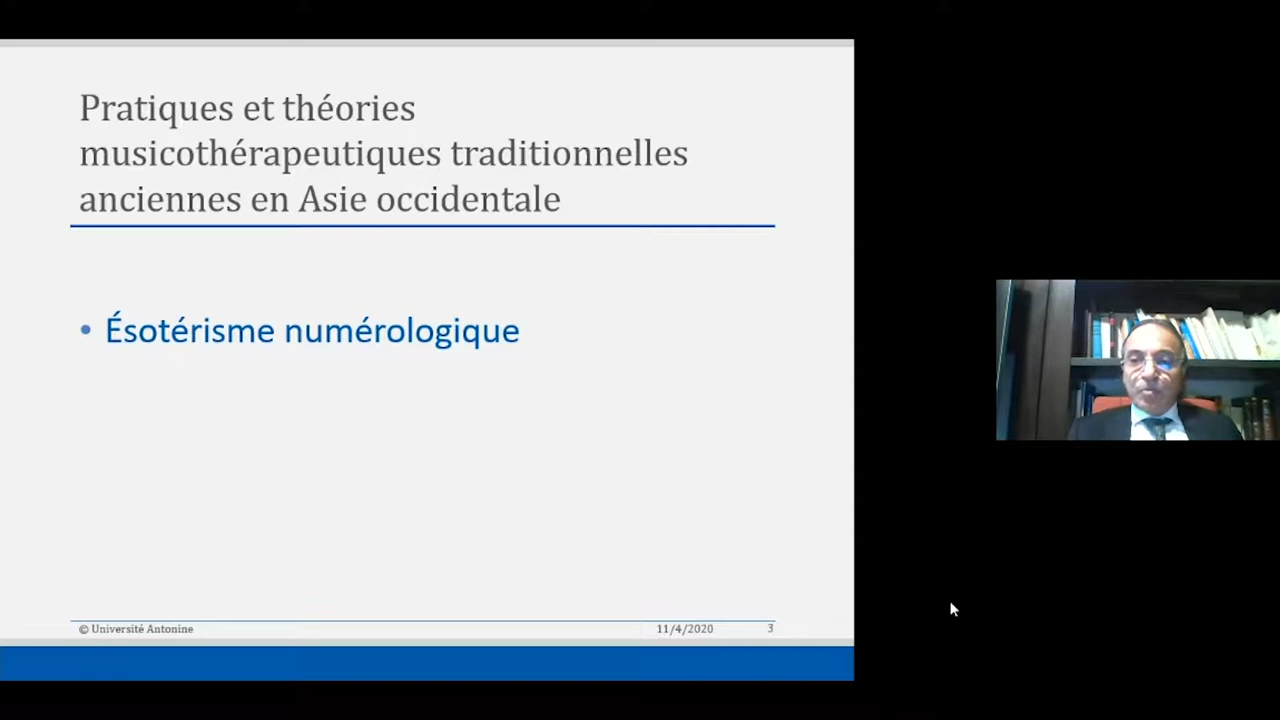 Pratiques et théories
musicothérapeutiques traditionnelles
anciennes en Asie occidentale
• Ésotérisme numérologique
© Université Antonine 11/4/2020 3